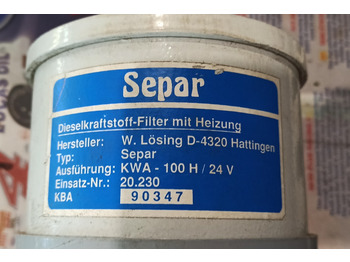 Separ
Dieselkraftstoff-Filter mit Heizung
Hersteller: W. Lösing D-4320 Hattingen
Typ: Separ
Ausführung: KWA - 100 H / 24 V
Einsatz-Nr.: 20.230
KBA 90347